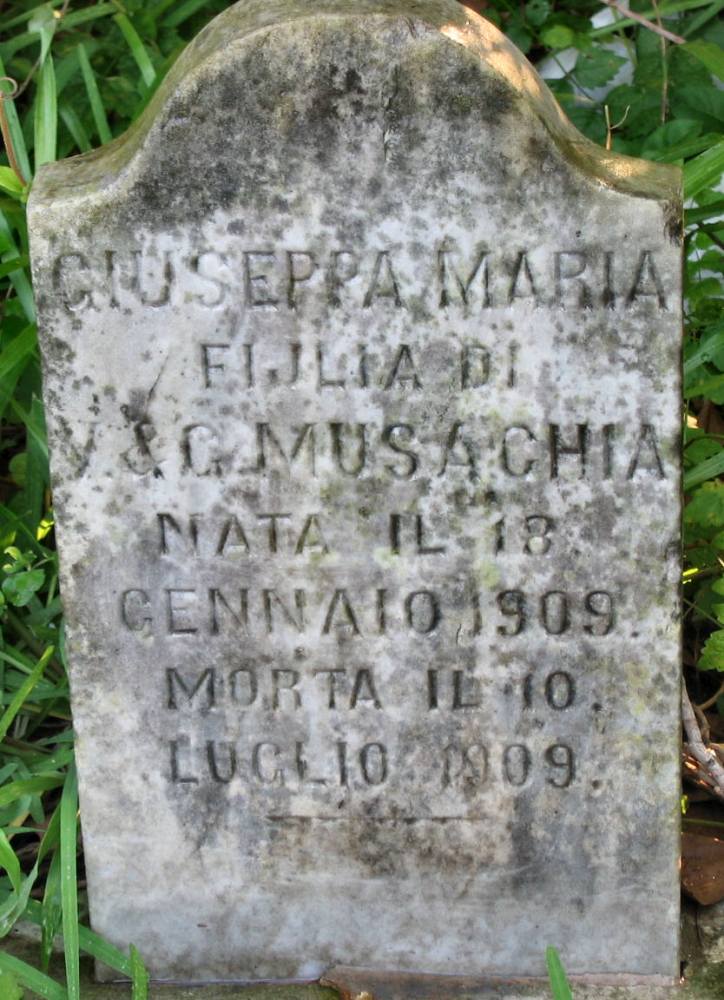 GIUSEPPA MARIA
FIJLIA DI
V. & G. MUSACHIA
NATA IL 18
GENNAIO 1909.
MORTA IL 10.
LUGLIO 1909.